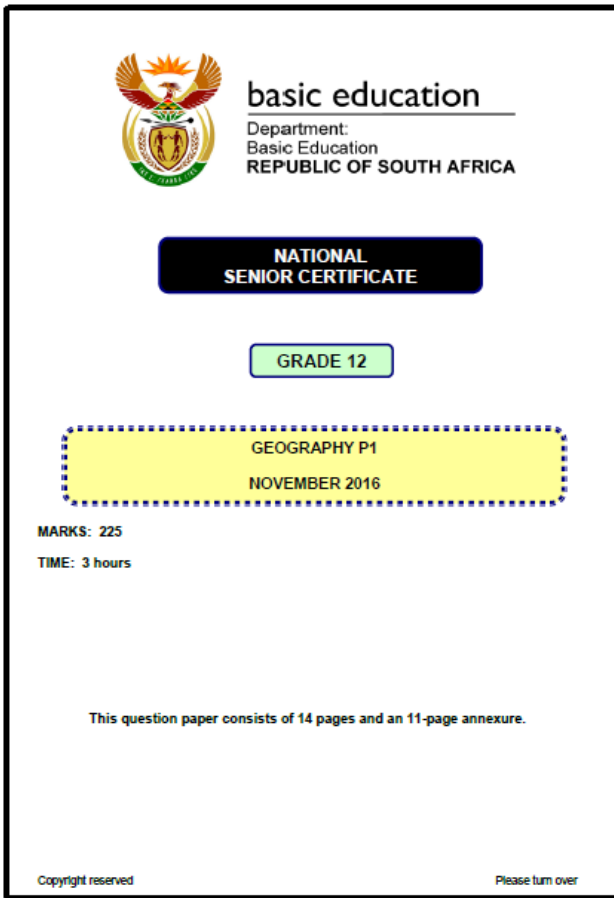 basic education
Department:
Basic Education
REPUBLIC OF SOUTH AFRICA
NATIONAL
SENIOR CERTIFICATE
GRADE 12
GEOGRAPHY P1
NOVEMBER 2016
MARKS: 225
TIME: 3 hours
This question paper consists of 14 pages and an 11-page annexure.
Copyright reserved
Please turn over